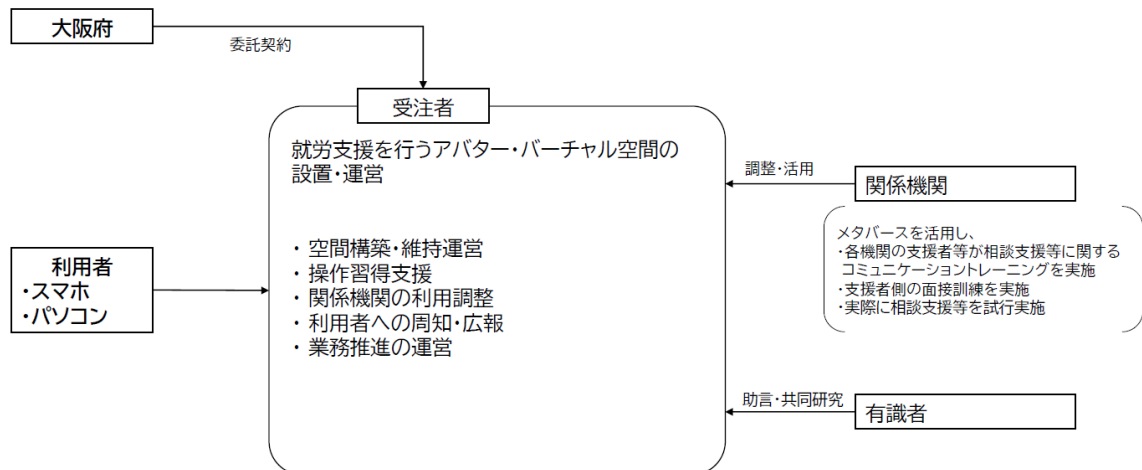 大阪府
委託契約
受注者
就労支援を行うアバター・バーチャル空間の
設置・運営
・ 空間構築・維持運営
・ 操作習得支援
・ 関係機関の利用調整
・ 利用者への周知・広報
・ 業務推進の運営
利用者
・スマホ
・パソコン
調整・活用
関係機関
メタバースを活用し、
・各機関の支援者等が相談支援等に関する
コミュニケーショントレーニングを実施
・支援者側の面接訓練を実施
・実際に相談支援等を試行実施
助言・共同研究
有識者